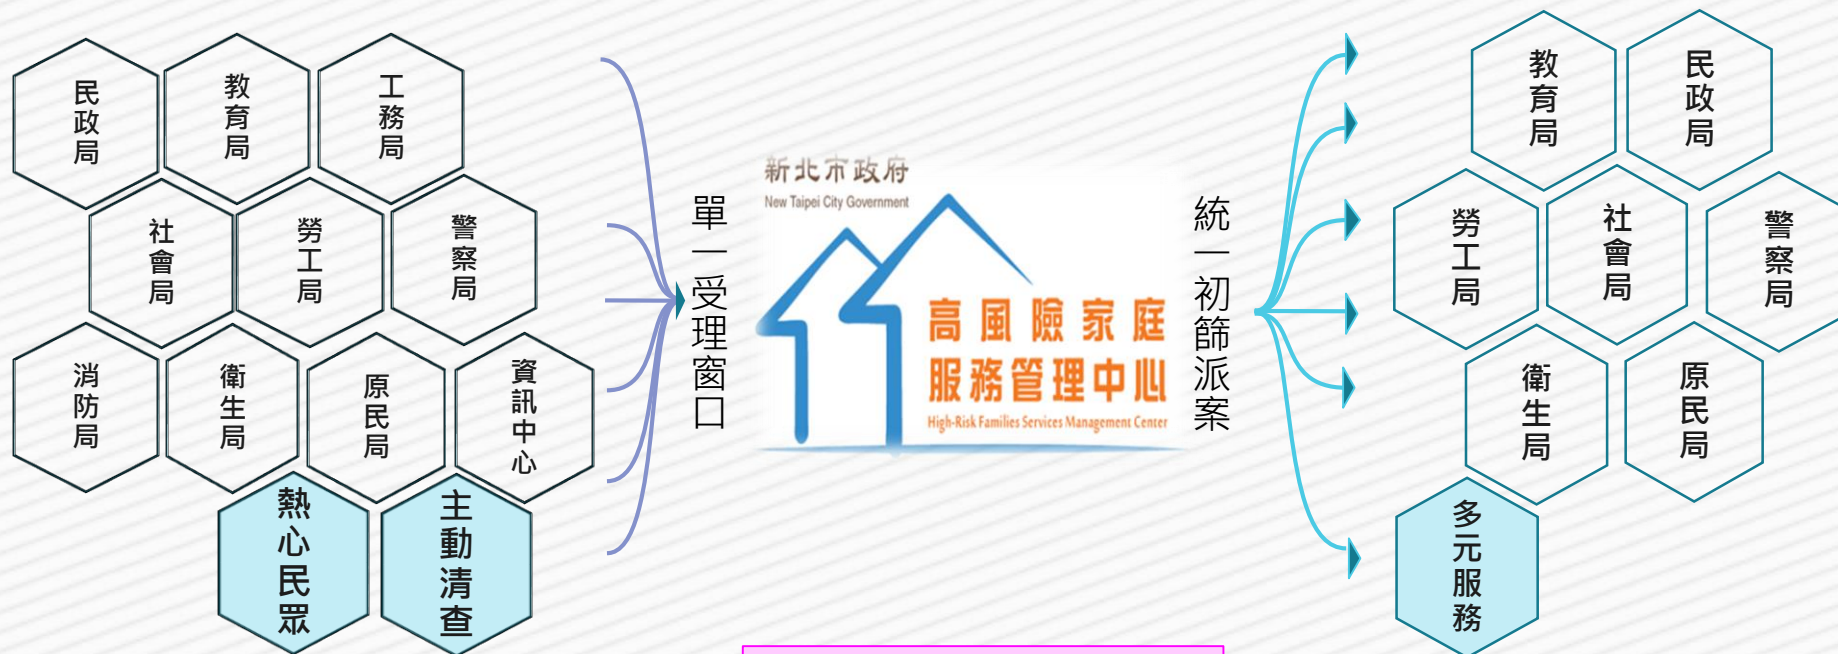 民政局
教育局
工務局
社會局
勞工局
警察局
消防局
衛生局
原民局
資訊中心
熱心民眾
主動清查
單一受理窗口
新北市政府
New Taipei City Government
高風險家庭
服務管理中心
High-Risk Families Services Management Center
統一初篩派案
教育局
民政局
勞工局
社會局
警察局
衛生局
原民局
多元服務